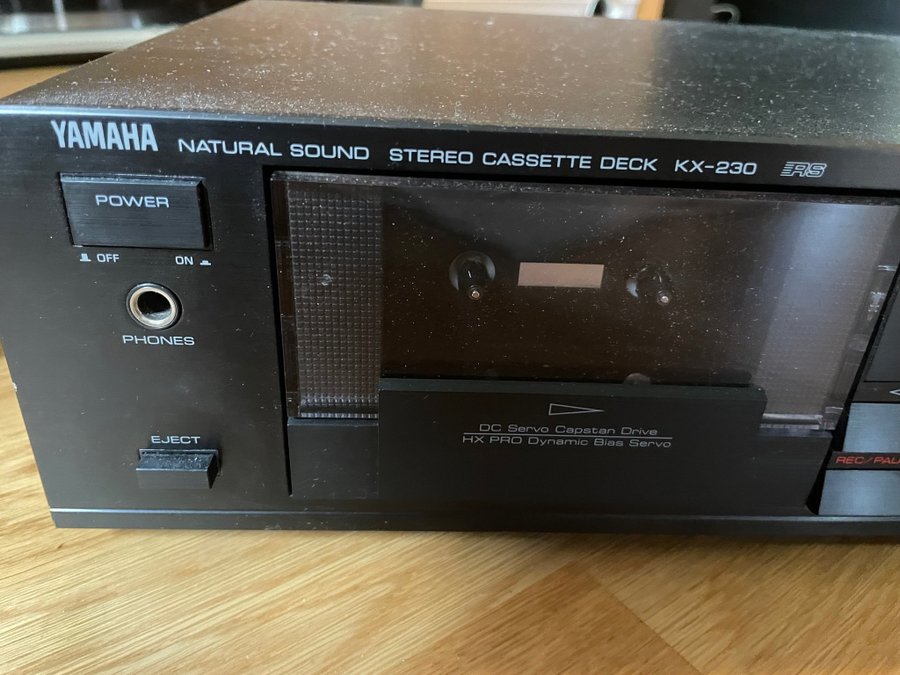 YAMAHA NATURAL SOUND STEREO CASSETTE DECK KX-230 RS
POWER
OFF ON
PHONES
EJECT
DC Servo Capstan Drive
HX PRO Dynamic Bias Servo
REC/PAU